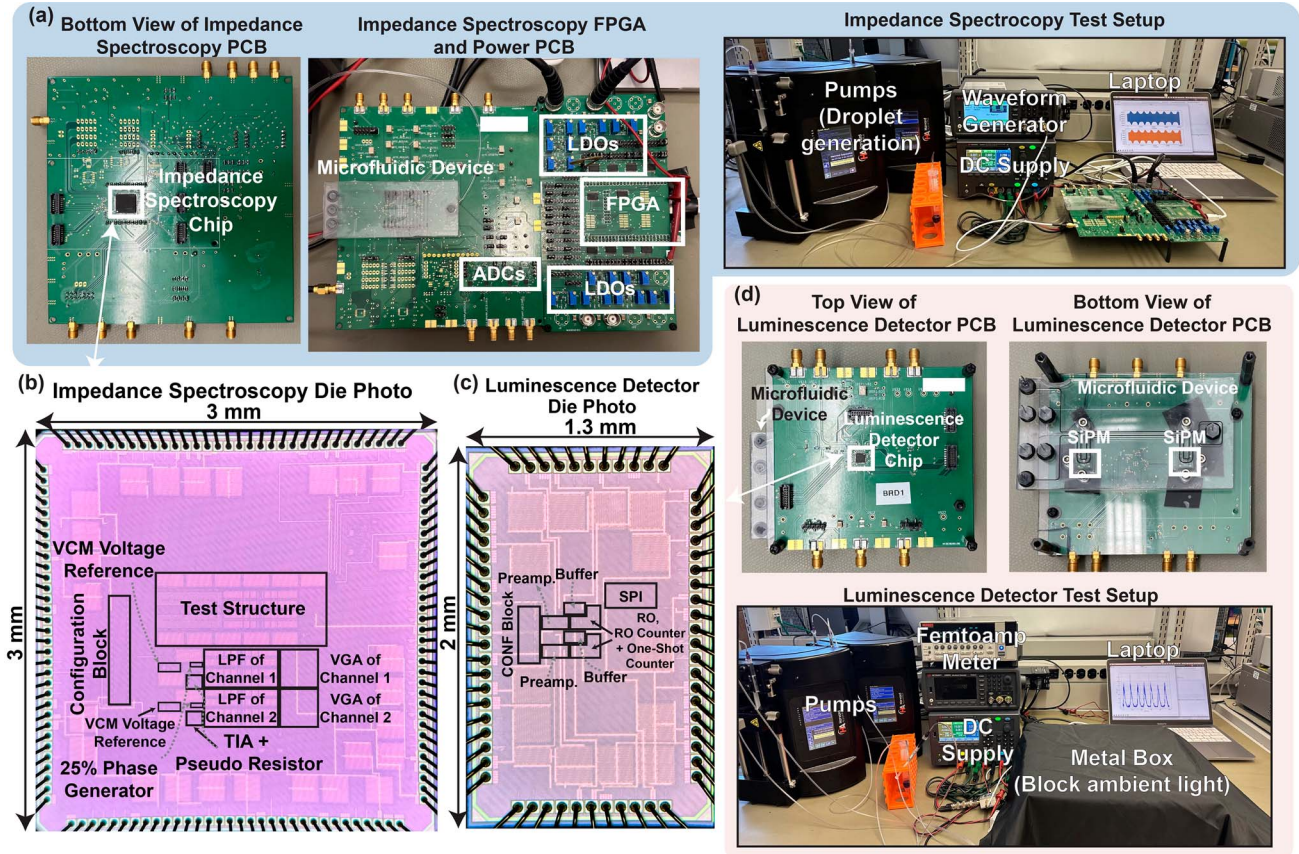 (a)
Bottom View of Impedance
Spectroscopy PCB
Impedance
Spectroscopy
Chip
Impedance Spectroscopy FPGA
and Power PCB
Microfluidic Device
LDOs
FPGA
ADCs
LDOs
Impedance Spectrocopy Test Setup
Pumps
(Droplet
generation)
Waveform
Generator
DC Supply
Laptop
(b)
Impedance Spectroscopy Die Photo
3 mm
3 mm
VCM Voltage
Reference
Test Structure
Configuration
Block
LPF of
Channel 1
VGA of
Channel 1
LPF of
Channel 2
VGA of
Channel 2
VCM Voltage
Reference
TIA +
Pseudo Resistor
25% Phase
Generator
(c)
Luminescence Detector
Die Photo
1.3 mm
2 mm
Preamp.
Buffer
SPI
CONF Block
RO,
RO Counter
+ One-Shot
Counter
Preamp.
Buffer
(d)
Top View of
Luminescence Detector PCB
Microfluidic
Device
Luminescence
Detector
Chip
BRD1
Bottom View of
Luminescence Detector PCB
Microfluidic Device
SiPM
SiPM
Luminescence Detector Test Setup
Pumps
Femtoamp
Meter
DC
Supply
Laptop
Metal Box
(Block ambient light)